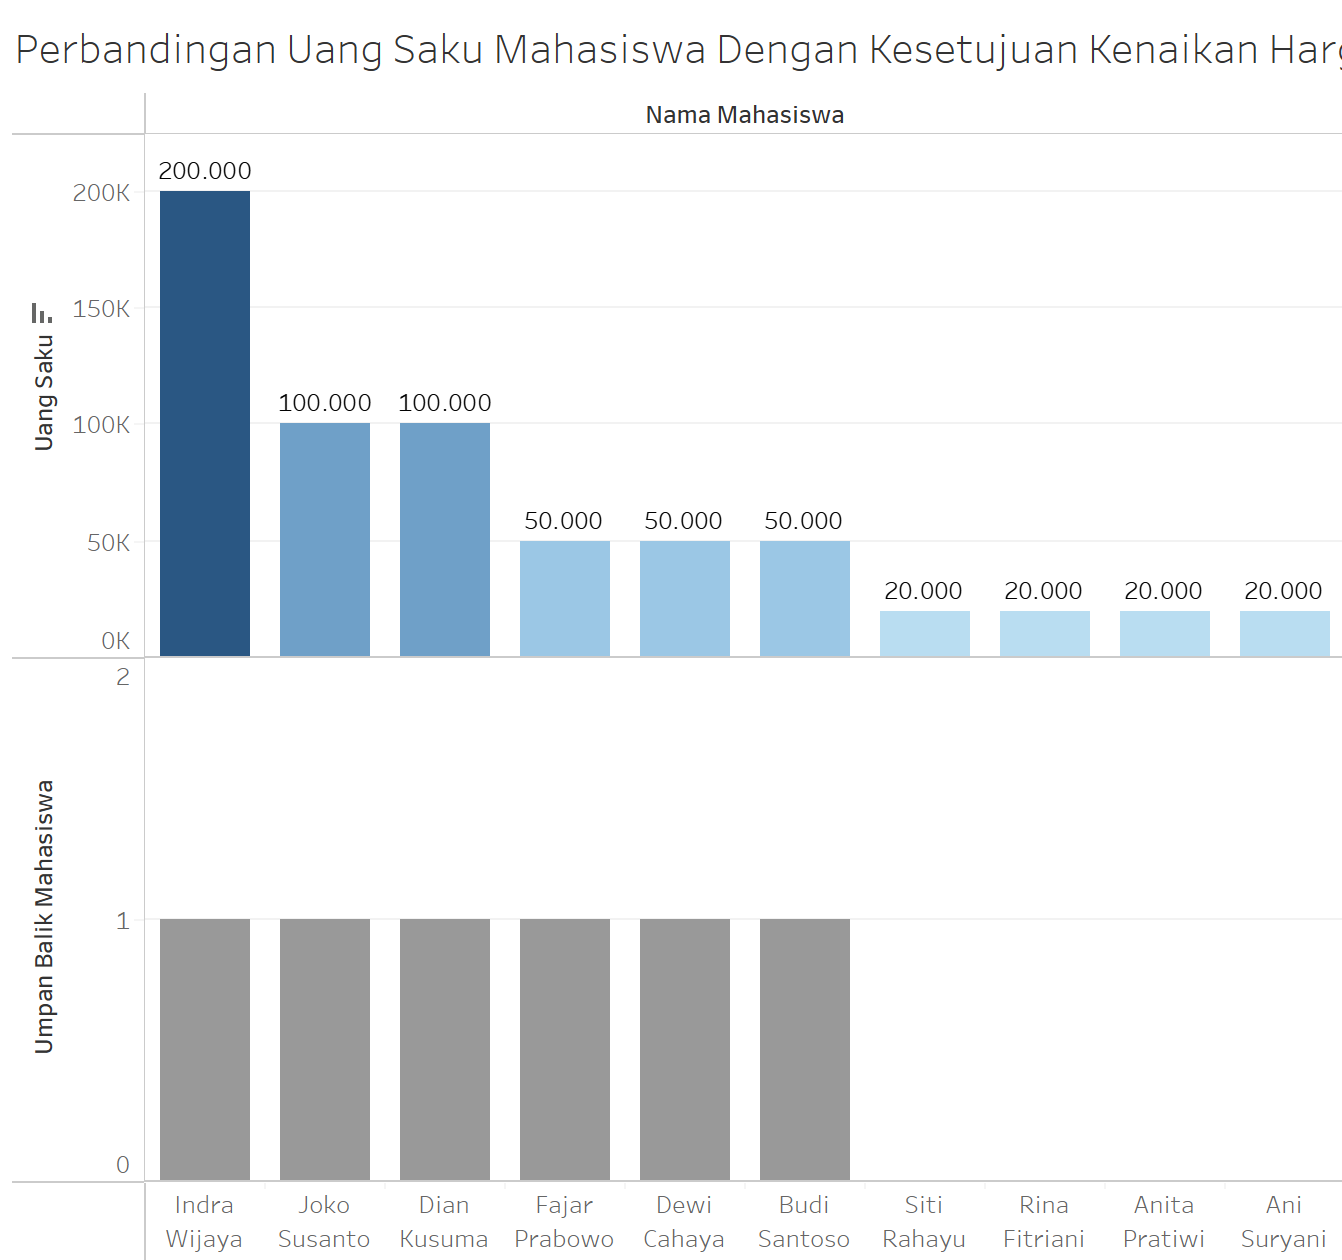 Perbandingan Uang Saku Mahasiswa Dengan Kesetujuan Kenaikan
Nama Mahasiswa
Uang Saku
200K
150K
100K
50K
0K
200.000
100.000 100.000
50.000 50.000 50.000
20.000 20.000 20.000 20.000
Umpan Balik Mahasiswa
2
1
0
Indra Wijaya
Joko Susanto
Dian Kusuma
Fajar Prabowo
Dewi Cahaya
Budi Santoso
Siti Rahayu
Rina Fitriani
Anita Pratiwi
Ani Suryani